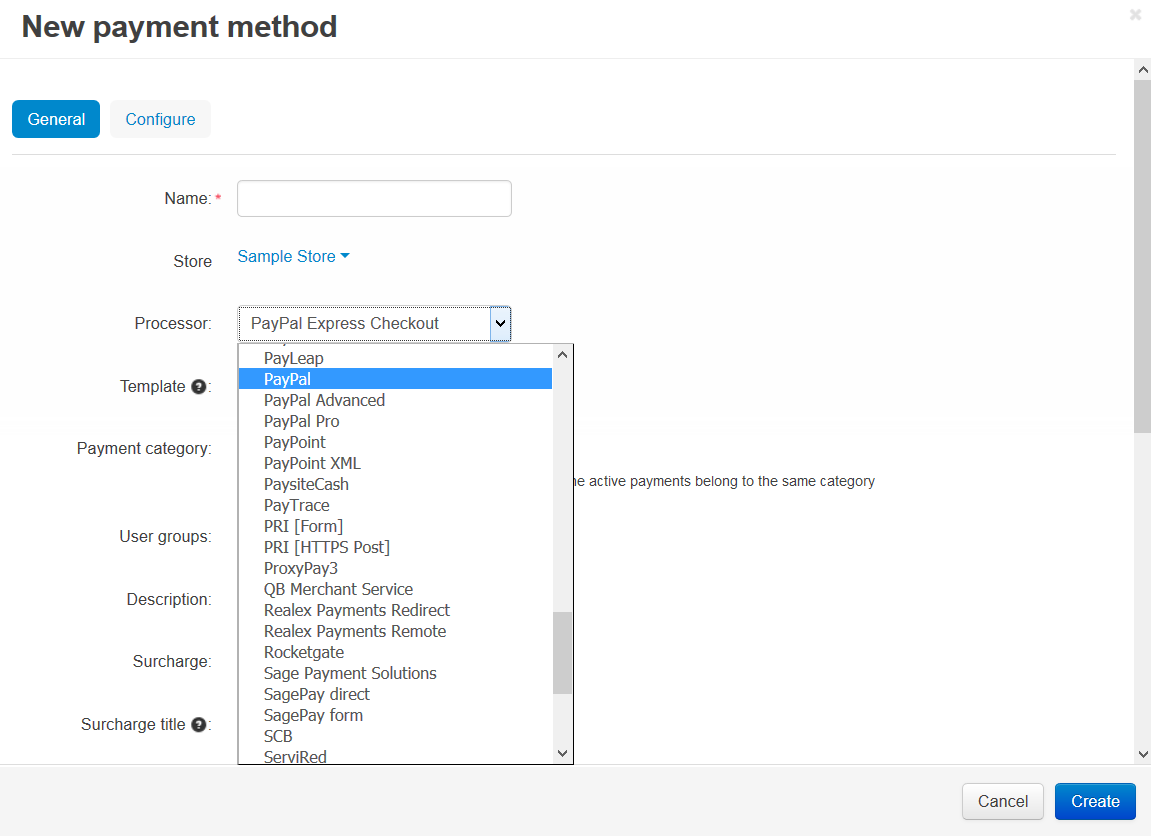 New payment method
General Configure
Name: *
Store Sample Store
Processor: PayPal Express Checkout
PayLeap
PayPal
Template ?:
PayPal Advanced
PayPal Pro
PayPoint
Payment category:
PayPoint XML
PaysiteCash
active payments belong to the same category
PayTrace
PRI [Form]
User groups:
PRI [HTTPS Post]
ProxyPay3
QB Merchant Service
Description:
Realex Payments Redirect
Realex Payments Remote
Rocketgate
Surcharge:
Sage Payment Solutions
SagePay direct
SagePay form
Surcharge title ?:
SCB
ServiRed
Cancel Create